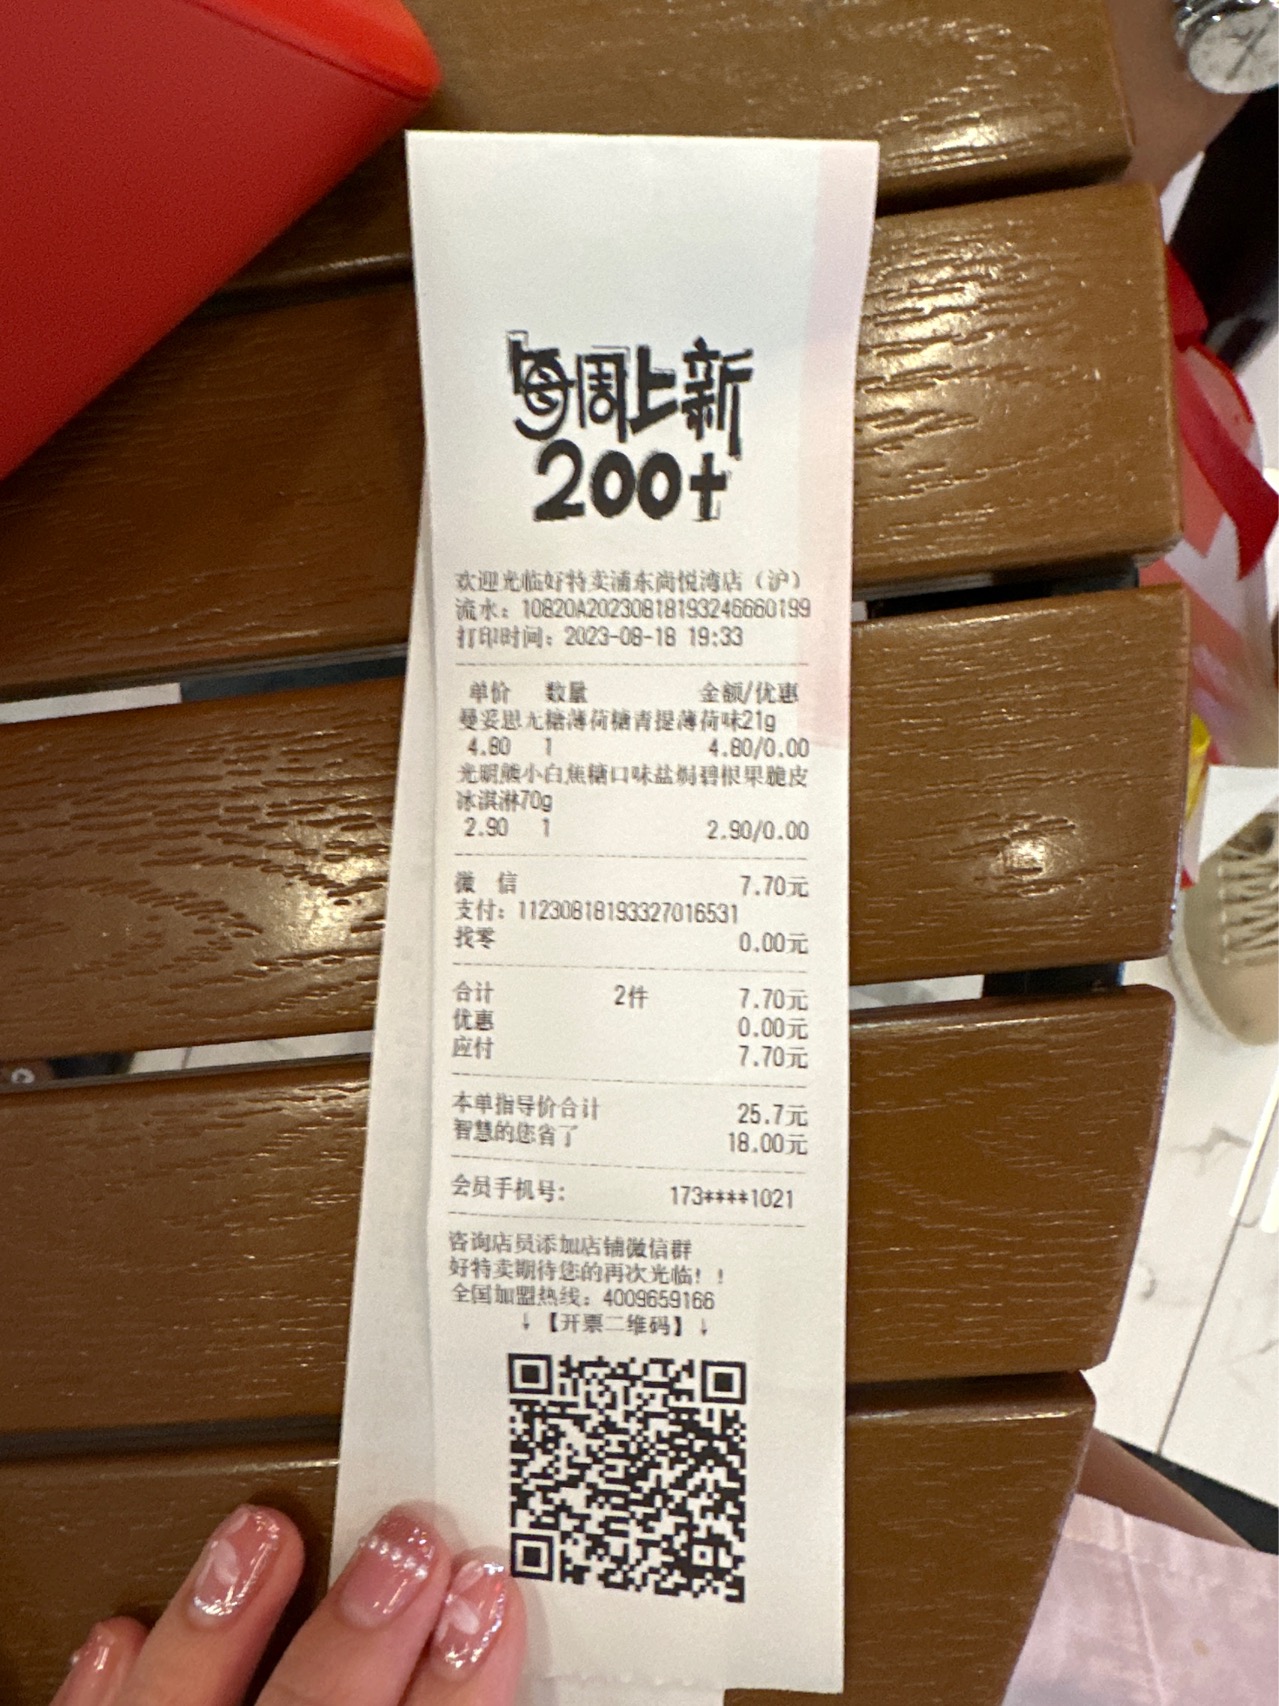 每周上新
200+
欢迎光临好特卖浦东尚悦湾店（沪）
流水：10820A20230818193246660199
打印时间：2023-08-18 19:33
单价 数量 金额/优惠
曼妥思无糖薄荷糖青提薄荷味21g
4.80 1 4.80/0.00
光明熊小白焦糖口味盐焗碧根果脆皮
冰淇淋70g
2.90 1 2.90/0.00
微 信 7.70元
支付：11230818193327016531
找零 0.00元
合计 2件 7.70元
优惠 0.00元
应付 7.70元
本单指导价合计 25.7元
智慧的您省了 18.00元
会员手机号： 173****1021
咨询店员添加店铺微信群
好特卖期待您的再次光临！！
全国加盟热线：4009659166
↓【开票二维码】↓